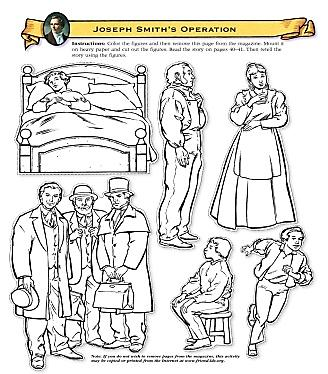 JOSEPH SMITH'S OPERATION
Instructions: Color the figures and then remove this page from the magazine. Mount it
on heavy paper and cut out the figures. Read the story on pages 40–41. Then retell the
story using the figures.
Note: If you do not wish to remove pages from the magazine, this activity
may be copied or printed from the Internet at www.friend.lds.org.